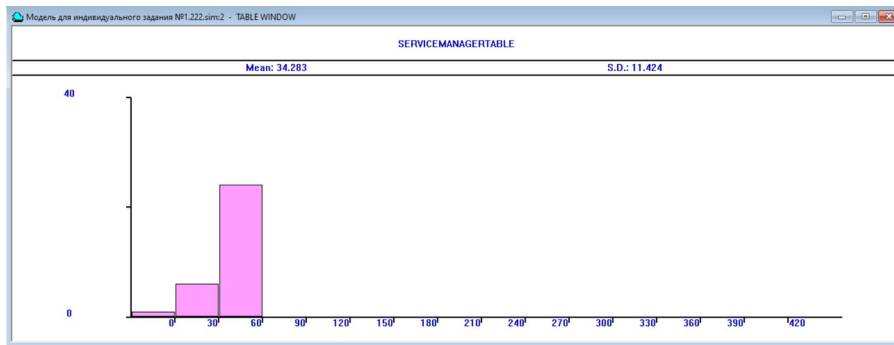 Модель для индивидуального задания №1.222.sim:2 - TABLE WINDOW
SERVICEMANAGERTABLE
Mean: 34.283 S.D.: 11.424
40
0
0 30 60 90 120 150 180 210 240 270 300 330 360 390 420